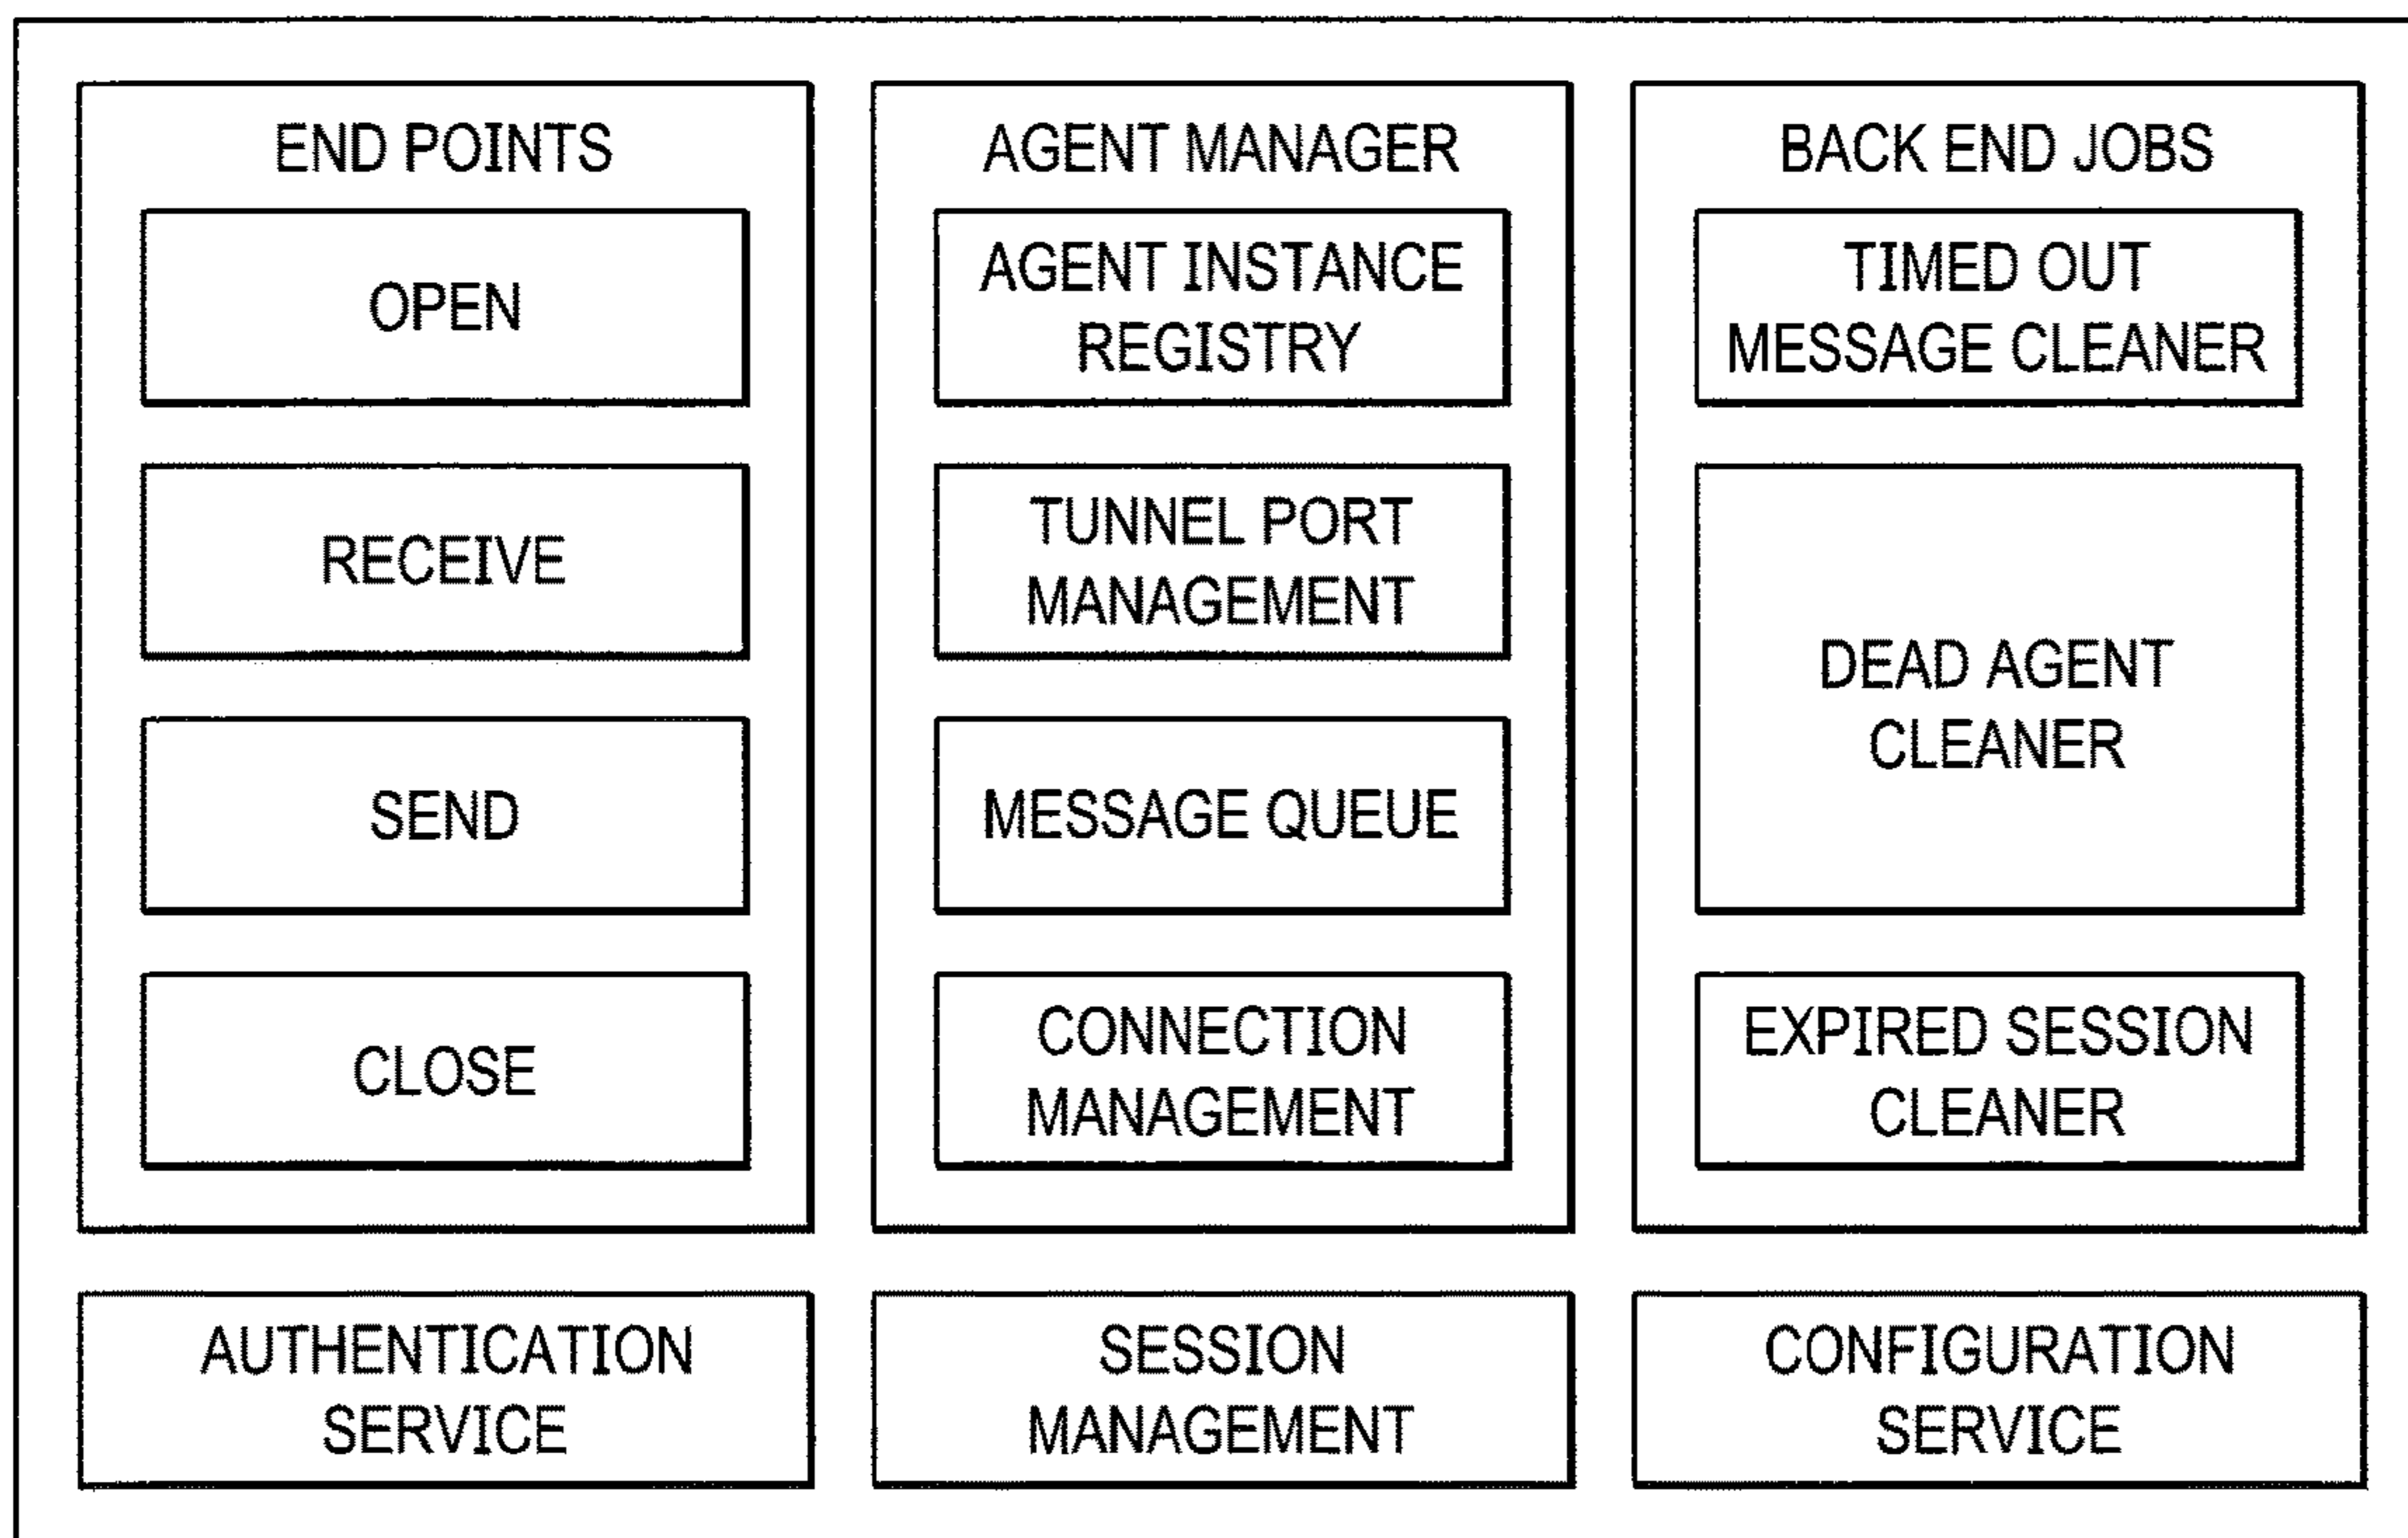 END POINTS
OPEN
RECEIVE
SEND
CLOSE
AGENT MANAGER
AGENT INSTANCE
REGISTRY
TUNNEL PORT
MANAGEMENT
MESSAGE QUEUE
CONNECTION
MANAGEMENT
BACK END JOBS
TIMED OUT
MESSAGE CLEANER
DEAD AGENT
CLEANER
EXPIRED SESSION
CLEANER
AUTHENTICATION
SERVICE
SESSION
MANAGEMENT
CONFIGURATION
SERVICE